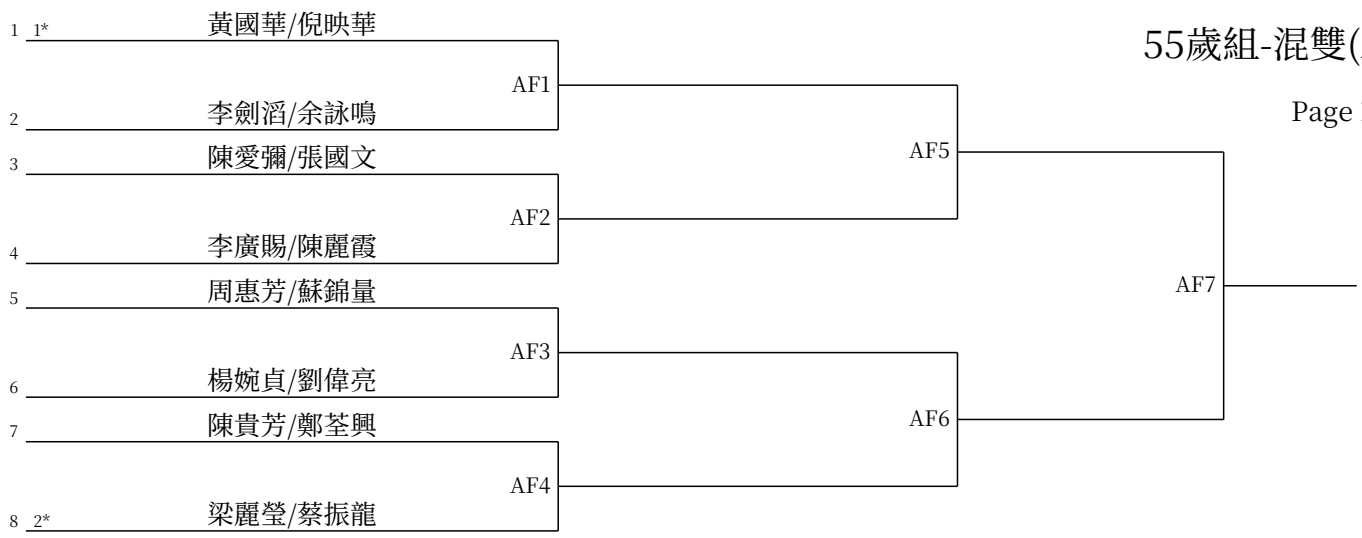 55歲組-混雙(
Page
1 1* 黃國華/倪映華
AF1
2 李劍滔/余詠鳴
3 陳愛彌/張國文
AF5
AF2
4 李廣賜/陳麗霞
5 周惠芳/蘇錦量
AF7
AF3
6 楊婉貞/劉偉亮
7 陳貴芳/鄭荃興
AF6
AF4
8 2* 梁麗瑩/蔡振龍